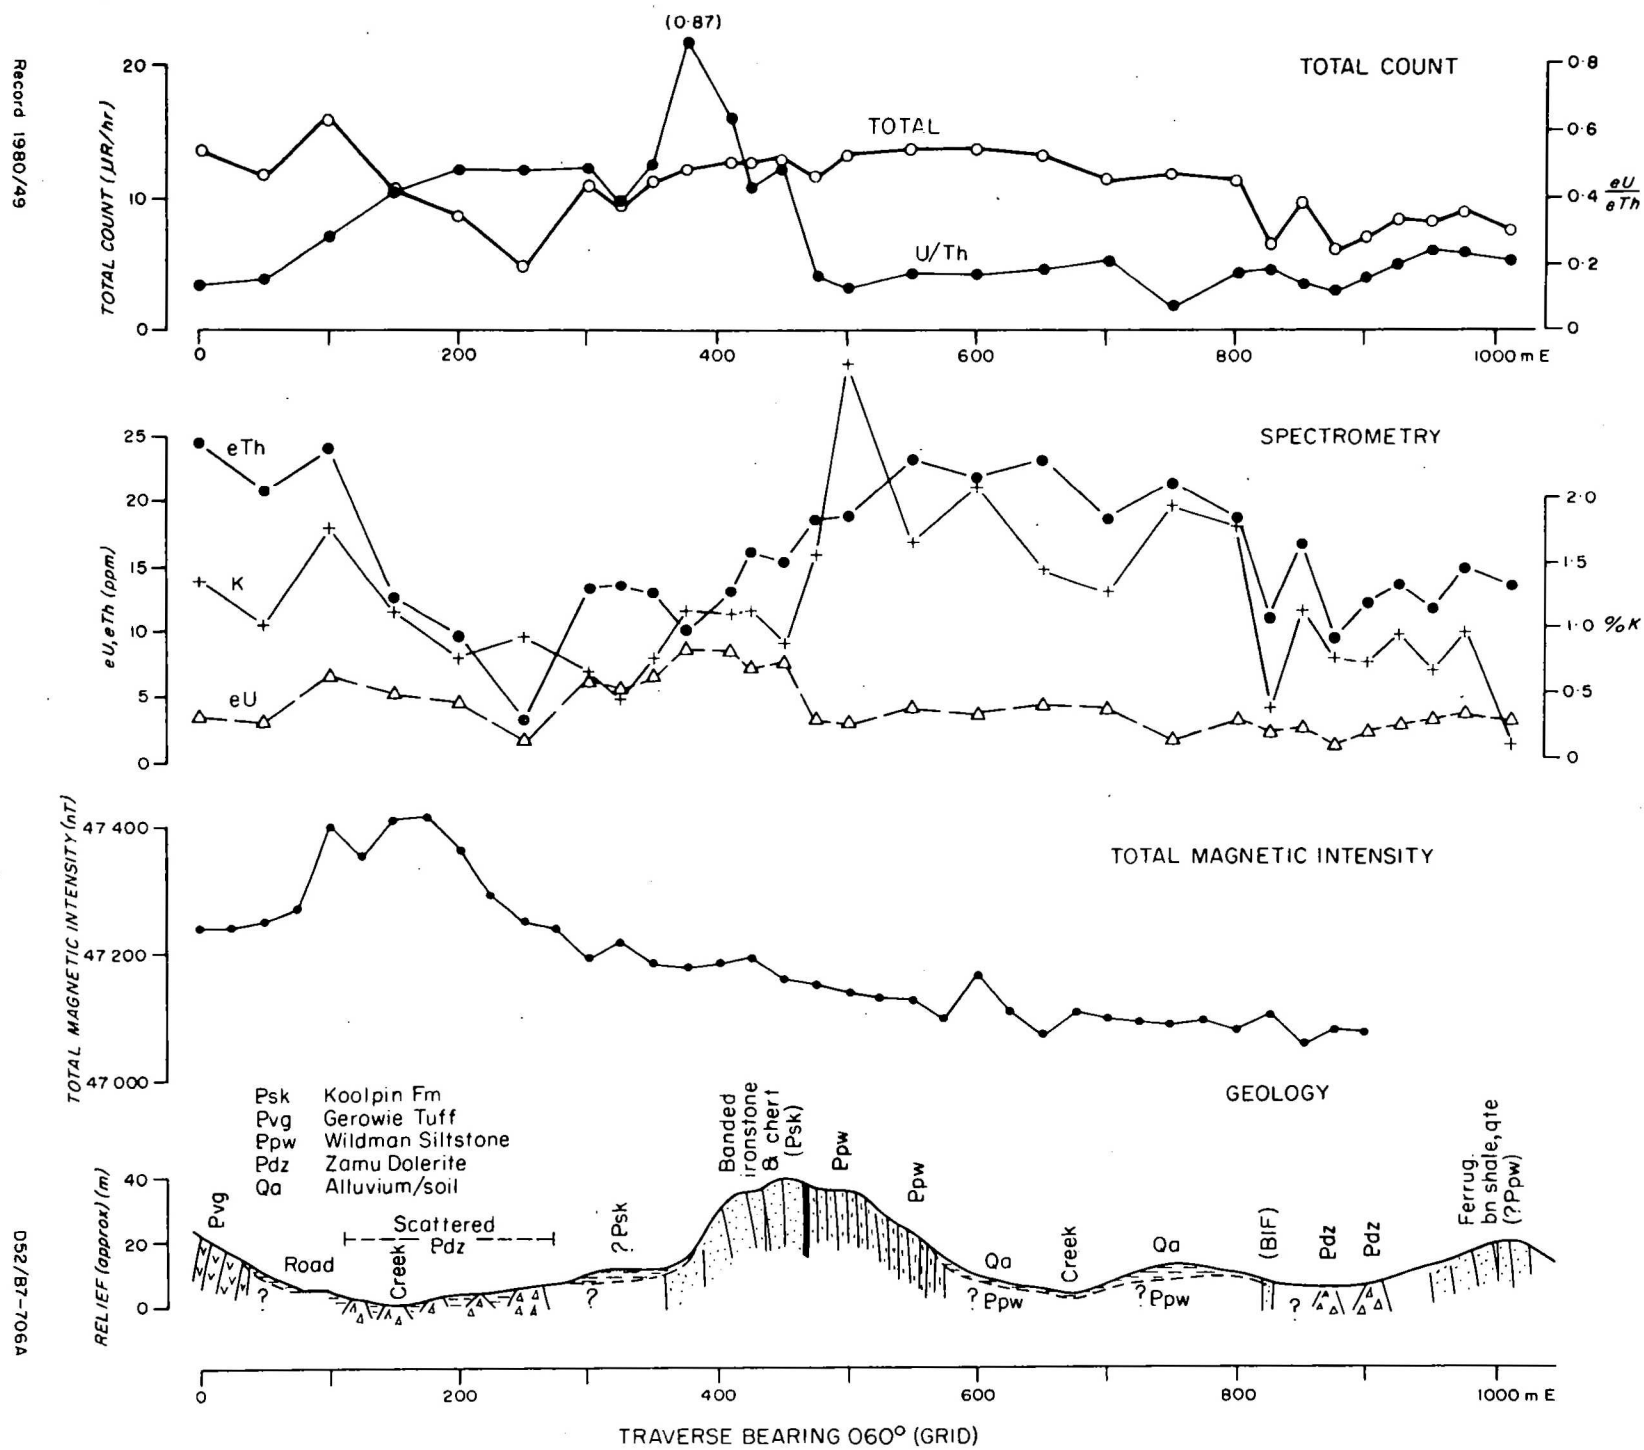 Record 1980/49
D52/B7-706A
(0·87)
TOTAL COUNT
TOTAL COUNT (μR/hr)
20
10
0
TOTAL
U/Th
0·8
0·6
0·4
0·2
0
eU
eTh
0
200
400
600
800
1000 m E
SPECTROMETRY
eU, eTh (ppm)
25
20
15
10
5
0
eTh
K
eU
2·0
1·5
1·0 %K
0·5
0
TOTAL MAGNETIC INTENSITY
TOTAL MAGNETIC INTENSITY (nT)
47 400
47 200
47 000
GEOLOGY
Psk Koolpin Fm
Pvg Gerowie Tuff
Ppw Wildman Siltstone
Pdz Zamu Dolerite
Qa Alluvium/soil
RELIEF (approx) (m)
40
20
0
Pvg
?
Road
Scattered
Pdz
Creek
?Psk
?
Banded
ironstone
& chert
(Psk)
Ppw
Ppw
Qa
? Ppw
Creek
Qa
? Ppw
(BIF)
?
Pdz
Pdz
Ferrug.
bn shale, qte
(?Ppw)
0
200
400
600
800
1000 m E
TRAVERSE BEARING 060° (GRID)